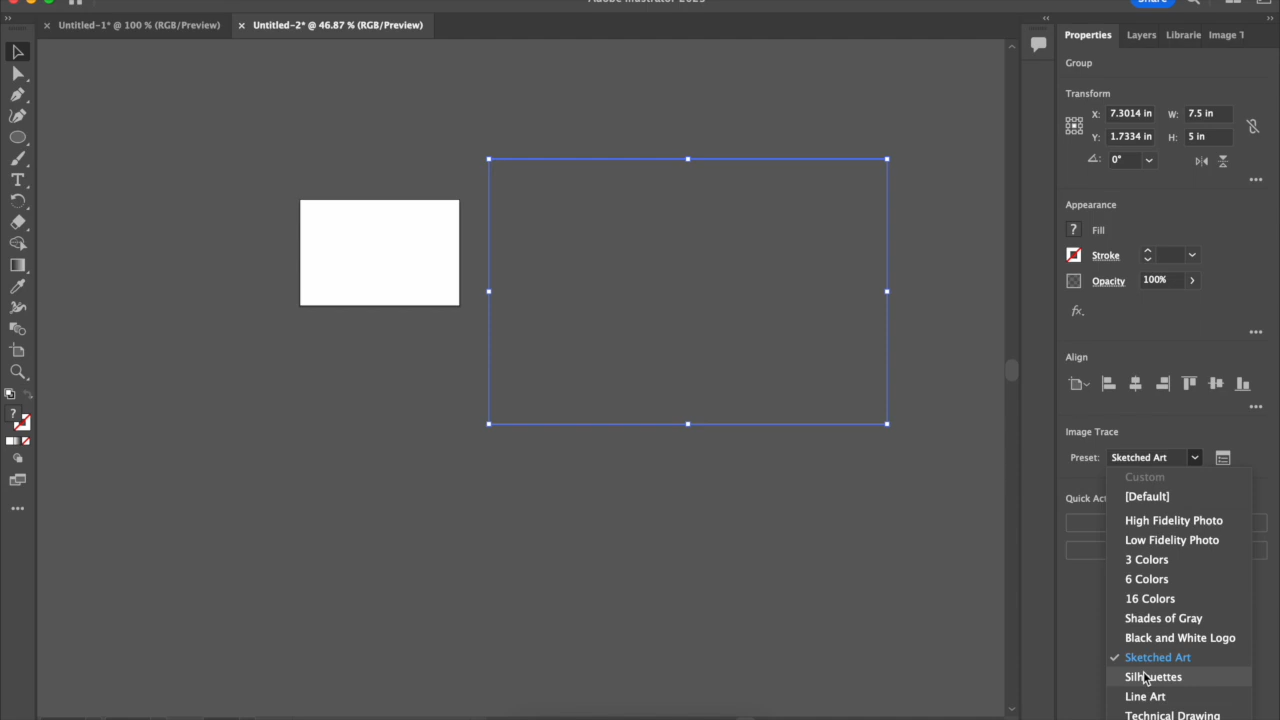 Share
Untitled-1* @ 100 % (RGB/Preview)
Untitled-2* @ 46.87 % (RGB/Preview)
Properties
Layers
Librarie
Image T
Group
Transform
X: 7.3014 in W: 7.5 in
Y: 1.7334 in H: 5 in
0°
Appearance
? Fill
Stroke
Opacity 100%
fx.
Align
Image Trace
Preset: Sketched Art
Custom
Quick Ac
[Default]
High Fidelity Photo
Low Fidelity Photo
3 Colors
6 Colors
16 Colors
Shades of Gray
Black and White Logo
Sketched Art
Silhouettes
Line Art
Technical Drawing